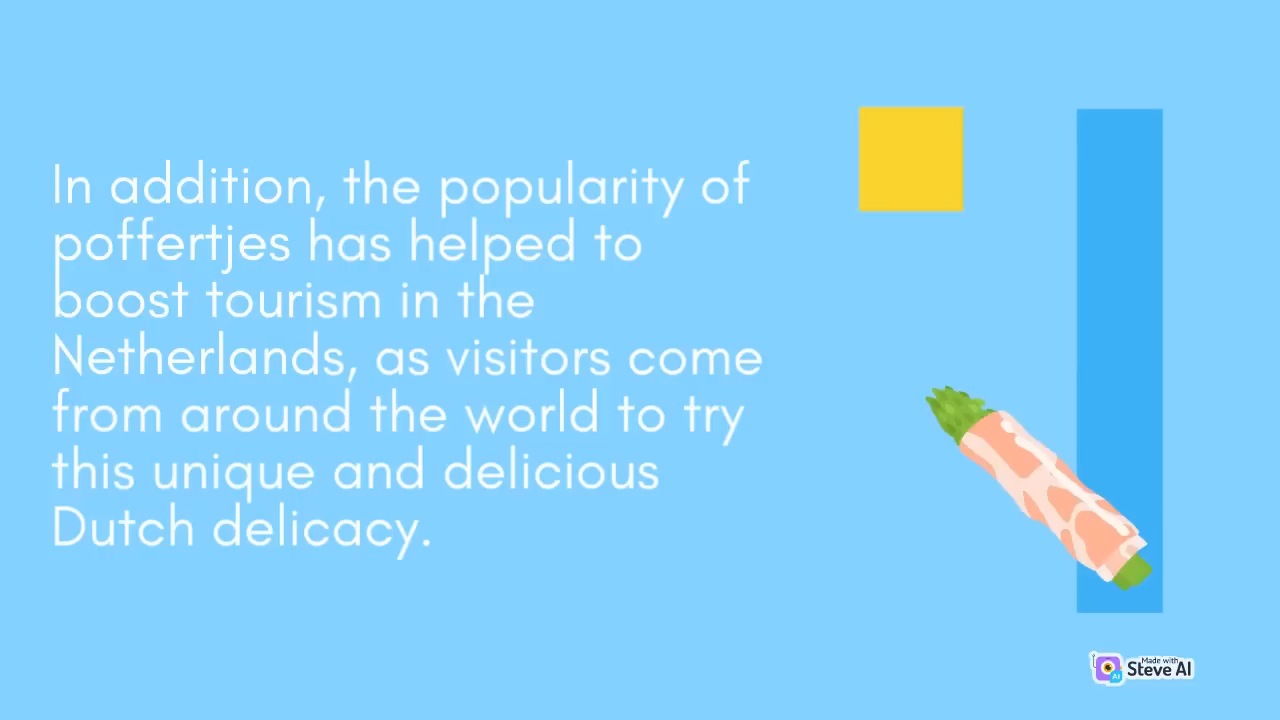 In addition, the popularity of
poffertjes has helped to
boost tourism in the
Netherlands, as visitors come
from around the world to try
this unique and delicious
Dutch delicacy.
Made with
Steve AI
AI